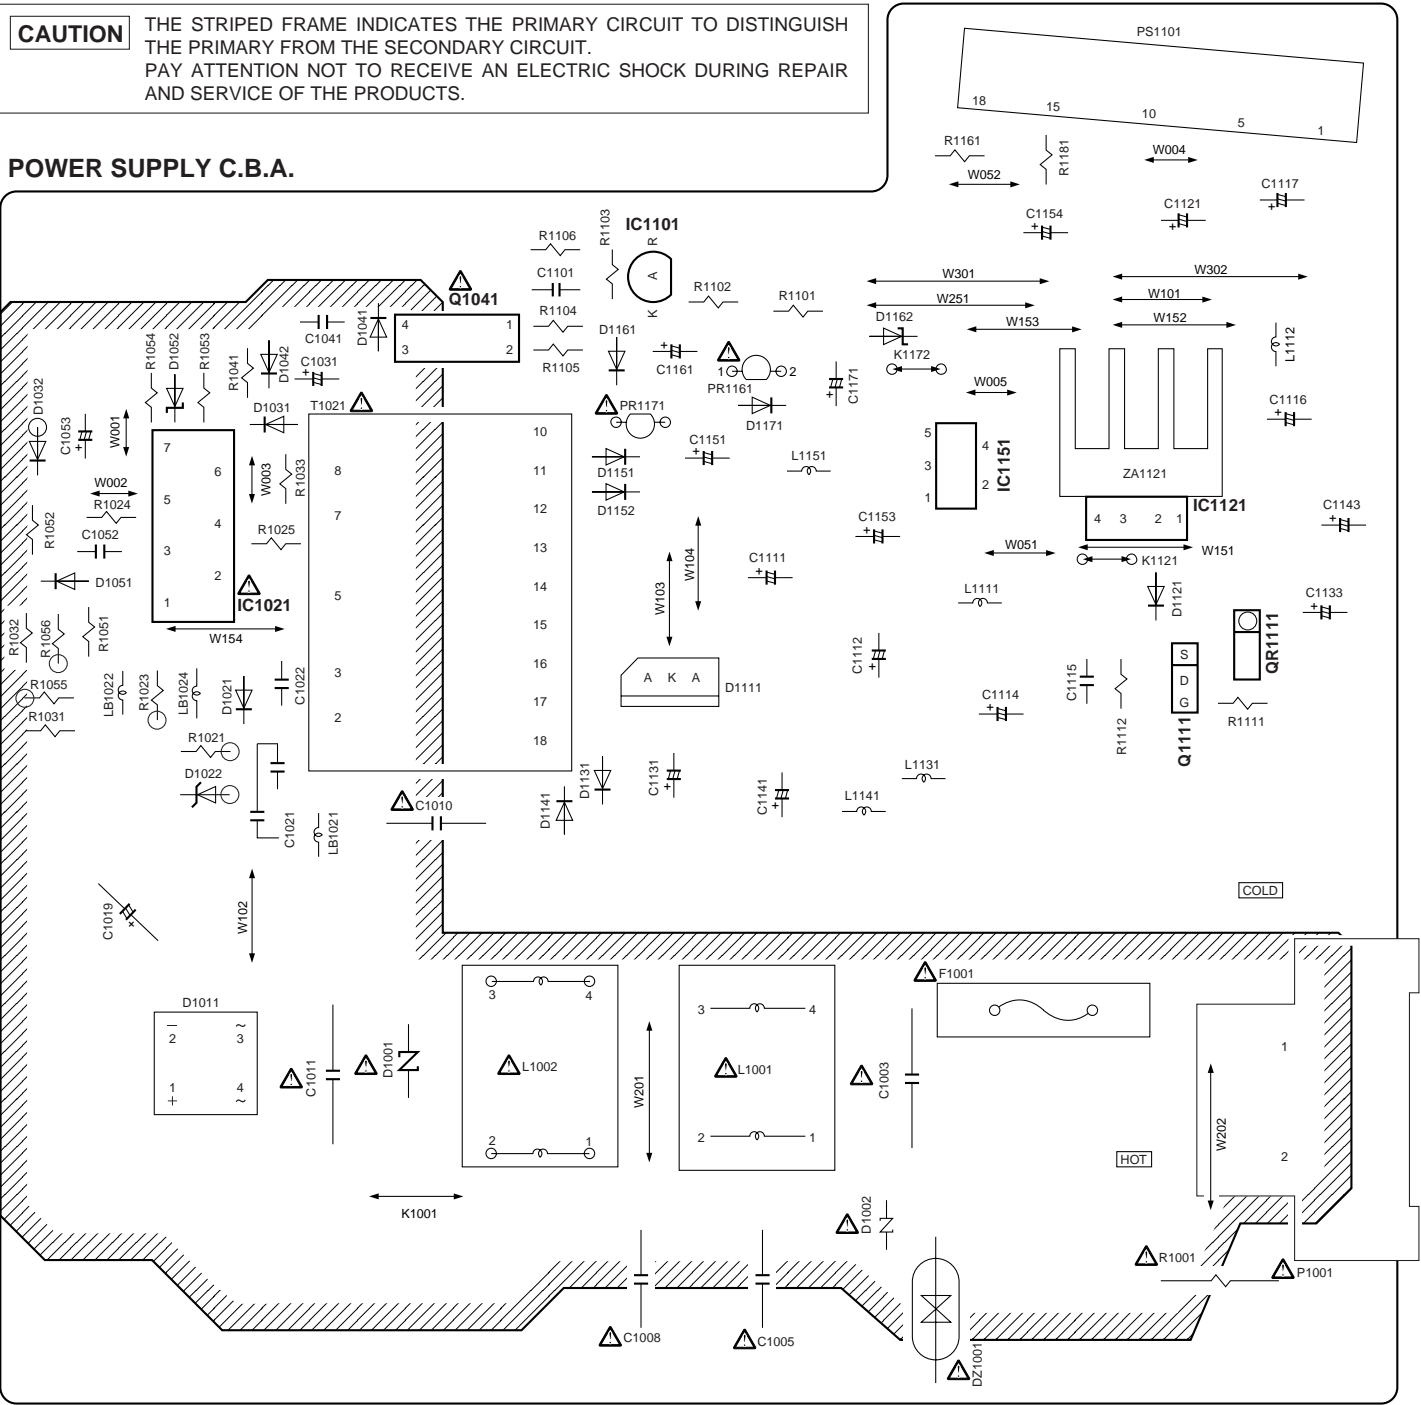 CAUTION
THE STRIPED FRAME INDICATES THE PRIMARY CIRCUIT TO DISTINGUISH
THE PRIMARY FROM THE SECONDARY CIRCUIT.
PAY ATTENTION NOT TO RECEIVE AN ELECTRIC SHOCK DURING REPAIR
AND SERVICE OF THE PRODUCTS.
POWER SUPPLY C.B.A.
PS1101
18 15 10 5 1
R1161
R1181
W004
W052
C1117
C1154
C1121
R1106
R1103
IC1101
R
A
K
C1101
R1102
R1101
W301
W302
W251
W101
W153
W152
Q1041
4 1
3 2
R1104
R1105
D1161
C1161
D1162
K1172
L1112
C1041
D1041
R1054
D1052
R1053
R1041
D1042
C1031
1 2
PR1161
C1171
W005
D1032
C1053
W001
D1031
T1021
PR1171
D1171
C1116
7
6
5
4
3
2
1
W003
R1033
8
7
5
3
2
10
11
12
13
14
15
16
17
18
D1151
D1152
C1151
L1151
5
4
3
2
1
IC1151
ZA1121
IC1121
4 3 2 1
C1143
W002
R1024
R1052
C1052
R1025
D1051
IC1021
C1153
W051
W151
K1121
W104
W103
C1111
L1111
D1121
C1133
R1032
R1056
R1051
W154
C1112
QR1111
S
D
G
Q1111
R1055
R1031
LB1022
R1023
LB1024
D1021
C1022
A K A
D1111
C1114
C1115
R1112
R1111
R1021
D1022
C1021
LB1021
C1010
D1141
D1131
C1131
C1141
L1131
L1141
C1019
W102
COLD
F1001
D1011
2 3
1 4
– ~
+ ~
C1011
D1001
3 4
L1002
2 1
W201
3 4
L1001
2 1
C1003
1
W202
2
HOT
K1001
D1002
R1001
P1001
C1008
C1005
DZ1001